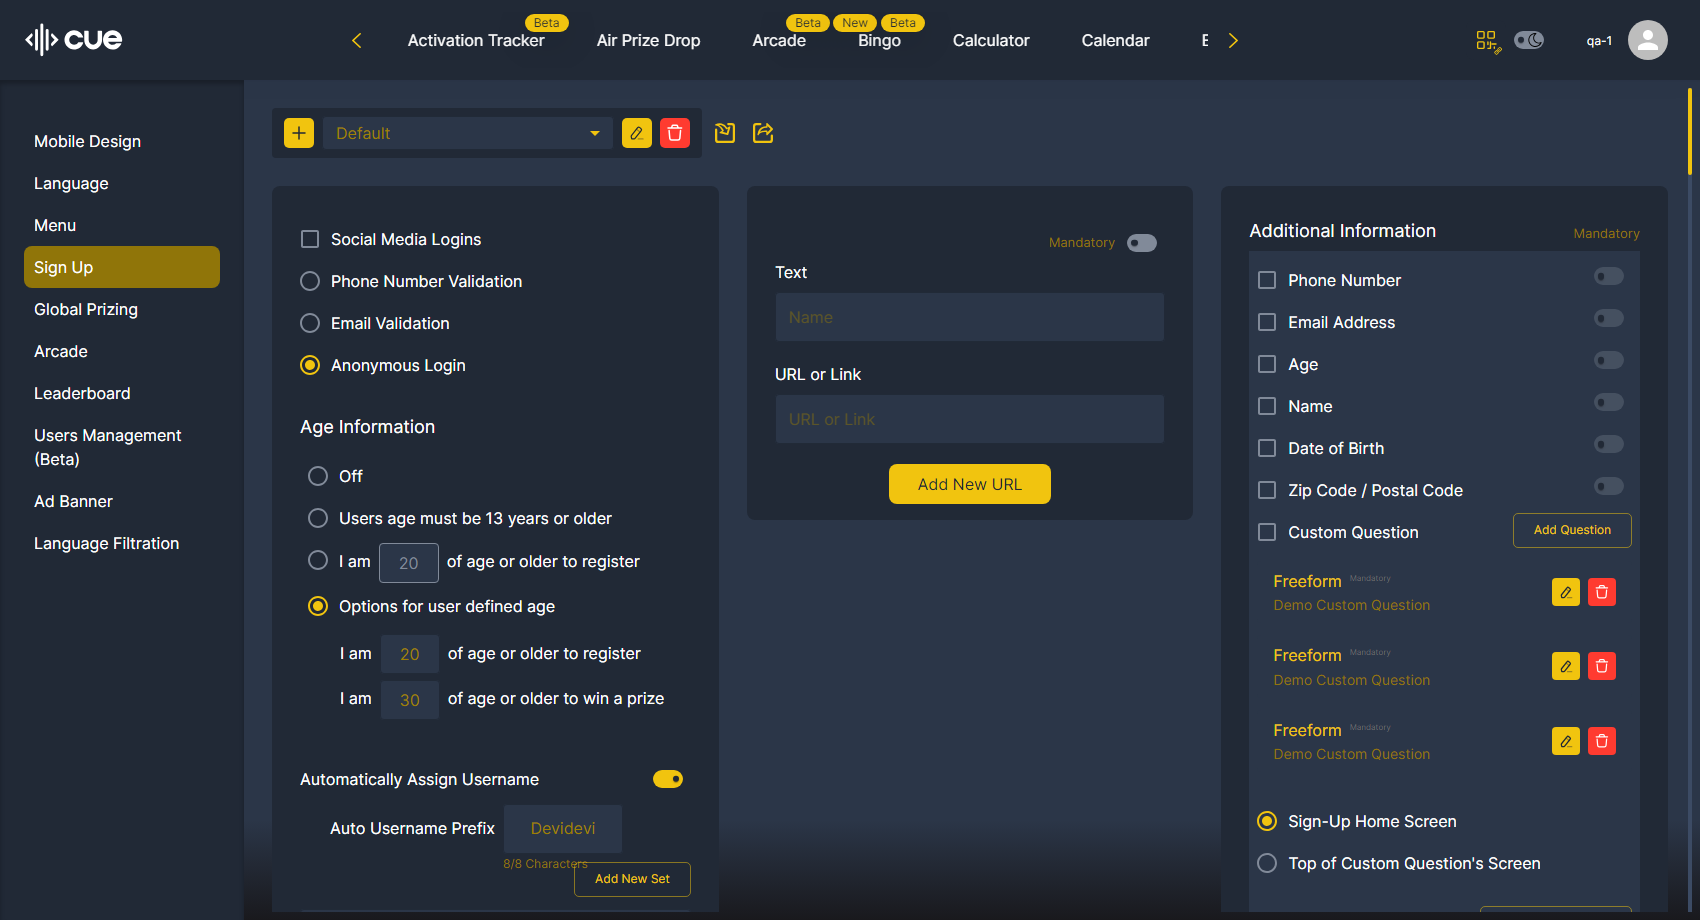 cue
Beta
Beta
New
Beta
Activation Tracker
Air Prize Drop
Arcade
Bingo
Calculator
Calendar
qa-1
Mobile Design
Language
Menu
Sign Up
Global Prizing
Arcade
Leaderboard
Users Management
(Beta)
Ad Banner
Language Filtration
Default
Social Media Logins
Phone Number Validation
Email Validation
Anonymous Login
Age Information
Off
Users age must be 13 years or older
I am 20 of age or older to register
Options for user defined age
I am 20 of age or older to register
I am 30 of age or older to win a prize
Automatically Assign Username
Auto Username Prefix Devidevi
8/8 Characters
Add New Set
Mandatory
Text
Name
URL or Link
URL or Link
Add New URL
Additional Information Mandatory
Phone Number
Email Address
Age
Name
Date of Birth
Zip Code / Postal Code
Custom Question Add Question
Freeform Mandatory
Demo Custom Question
Freeform Mandatory
Demo Custom Question
Freeform Mandatory
Demo Custom Question
Sign-Up Home Screen
Top of Custom Question's Screen